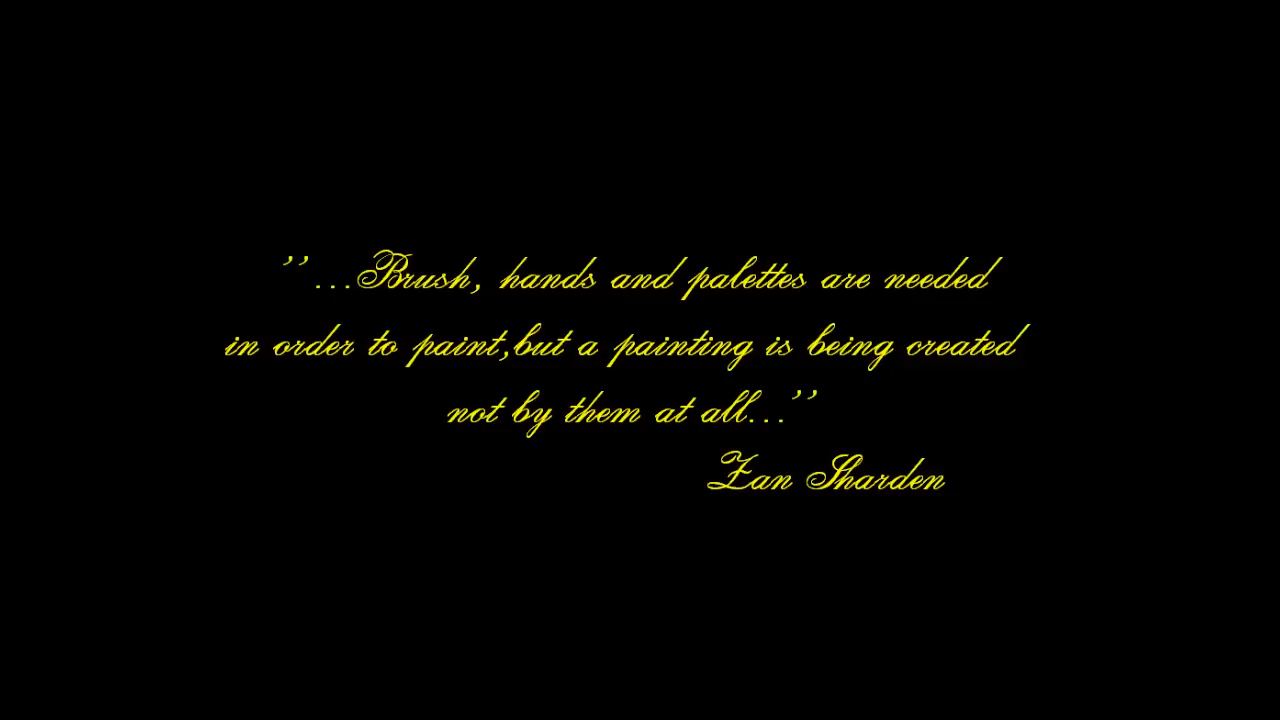 ''...Brush, hands and palettes are needed
in order to paint,but a painting is being created
not by them at all...''
Zan Sharden